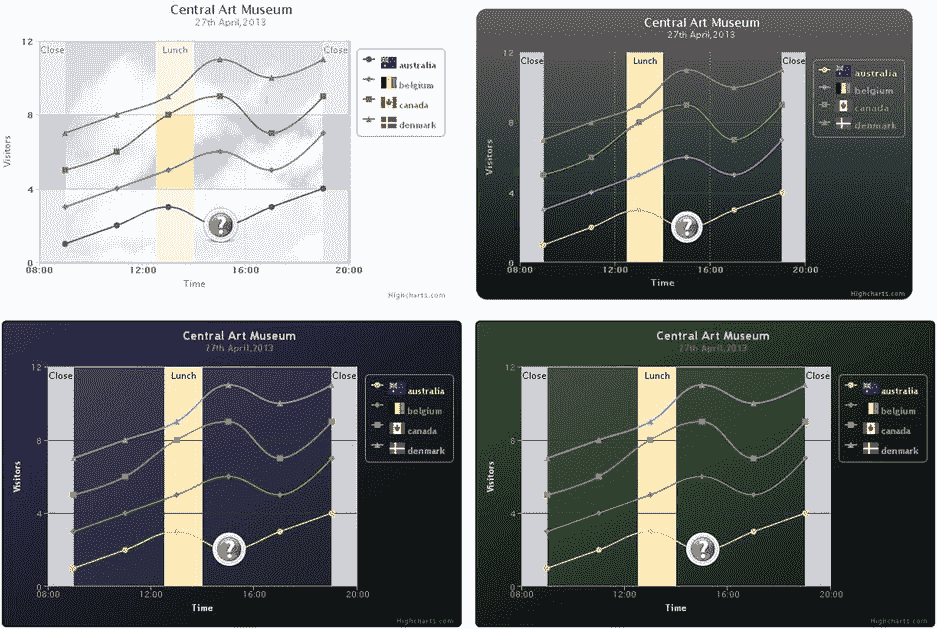 Central Art Museum
27th April,2013
12
Close
Lunch
Close
8
4
0
Visitors
08:00
12:00
16:00
20:00
Time
australia
belgium
canada
denmark
?
Highcharts.com
Central Art Museum
27th April,2013
12
Close
Lunch
Close
8
4
0
Visitors
08:00
12:00
16:00
20:00
Time
australia
belgium
canada
denmark
?
Highcharts.com
Central Art Museum
27th April,2013
12
Close
Lunch
Close
8
4
0
Visitors
08:00
12:00
16:00
20:00
Time
australia
belgium
canada
denmark
?
Highcharts.com
Central Art Museum
27th April,2013
12
Close
Lunch
Close
8
4
0
Visitors
08:00
12:00
16:00
20:00
Time
australia
belgium
canada
denmark
?
Highcharts.com